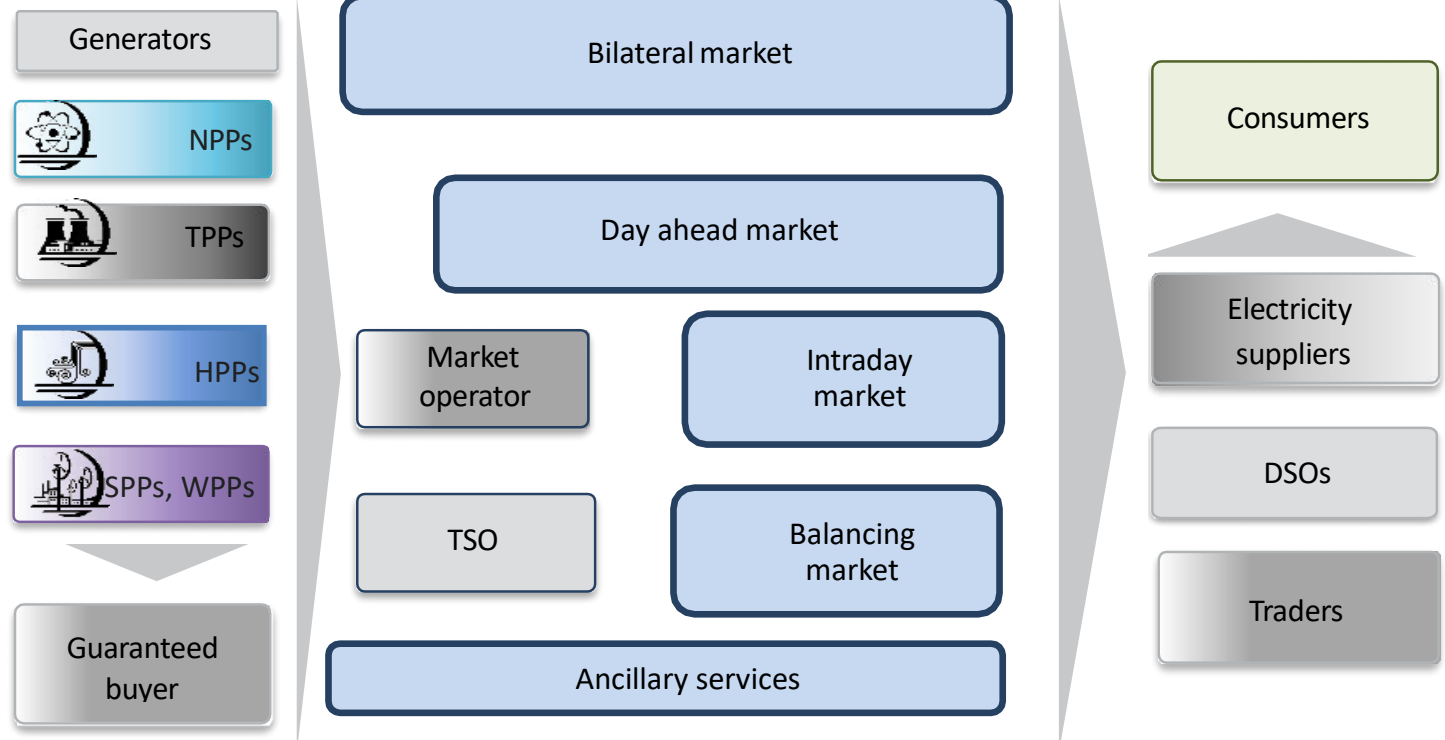 Generators
NPPs
TPPs
HPPs
SPPs, WPPs
Guaranteed
buyer
Bilateral market
Day ahead market
Market
operator
Intraday
market
TSO
Balancing
market
Ancillary services
Consumers
Electricity
suppliers
DSOs
Traders